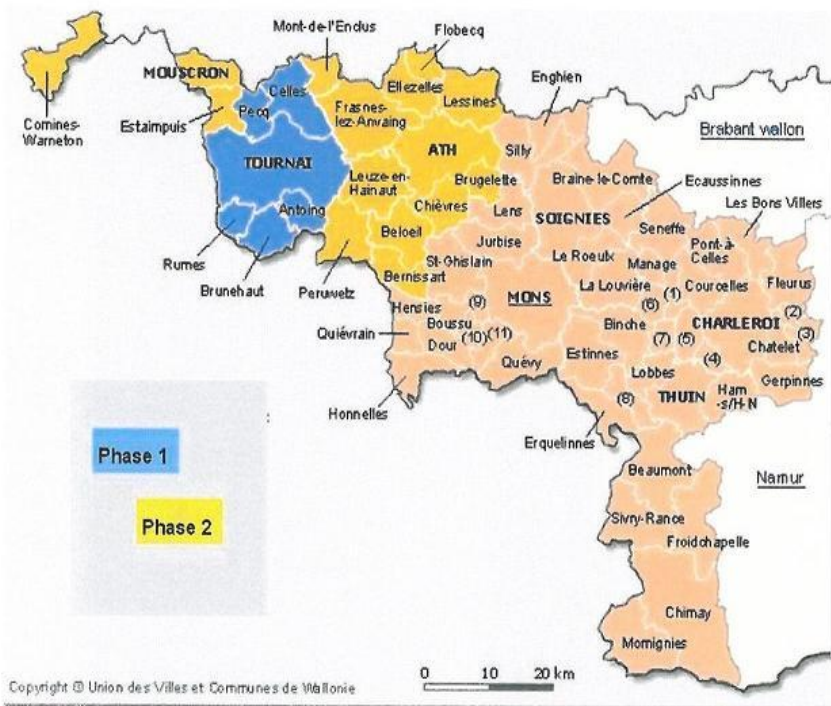 Mont-de-l'Enclus
Flobecq
MOUSCRON
Enghien
Celles
Ellezelles
Pecq
Lessines
Comines-
Warneton
Estaimpuis
Frasnes-
lez-Anvaing
Brabant wallon
ATH
Silly
TOURNAI
Leuze-en-
Hainaut
Brugelette
Braine-le-Comte
Ecaussinnes
Chièvres
Les Bons Villers
Antoing
Lens
SOIGNIES
Seneffe
Beloeil
Jurbise
Pont-à-
Celles
Rumes
St-Ghislain
Le Roeulx
Manage
Bernissart
Brunehaut
Peruwelz
La Louvière
(1)
Courcelles
Fleurus
Hensies
(9)
MONS
(6)
(2)
Quiévrain
Boussu
(10)
(11)
Binche
CHARLEROI
(3)
Dour
(7)
(5)
Chatelet
Quévy
Estinnes
(4)
Lobbes
Gerpinnes
Honnelles
(8)
THUIN
Ham
-s/H-N
Erquelinnes
Phase 1
Beaumont
Namur
Phase 2
Sivry-Rance
Froidchapelle
Chimay
Momignies
0 10 20 km
Copyright © Union des Villes et Communes de Wallonie